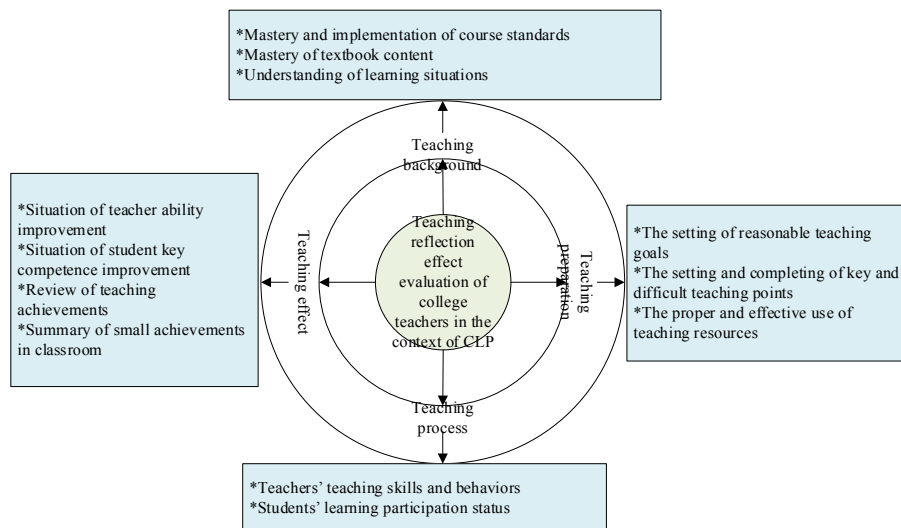 *Mastery and implementation of course standards
*Mastery of textbook content
*Understanding of learning situations
Teaching
background
*Situation of teacher ability
improvement
*Situation of student key
competence improvement
*Review of teaching
achievements
*Summary of small achievements
in classroom
Teaching effect
Teaching
reflection
effect
evaluation of
college
teachers in the
context of CLP
Teaching
preparation
*The setting of reasonable teaching
goals
*The setting and completing of key and
difficult teaching points
*The proper and effective use of
teaching resources
Teaching
process
*Teachers’ teaching skills and behaviors
*Students’ learning participation status